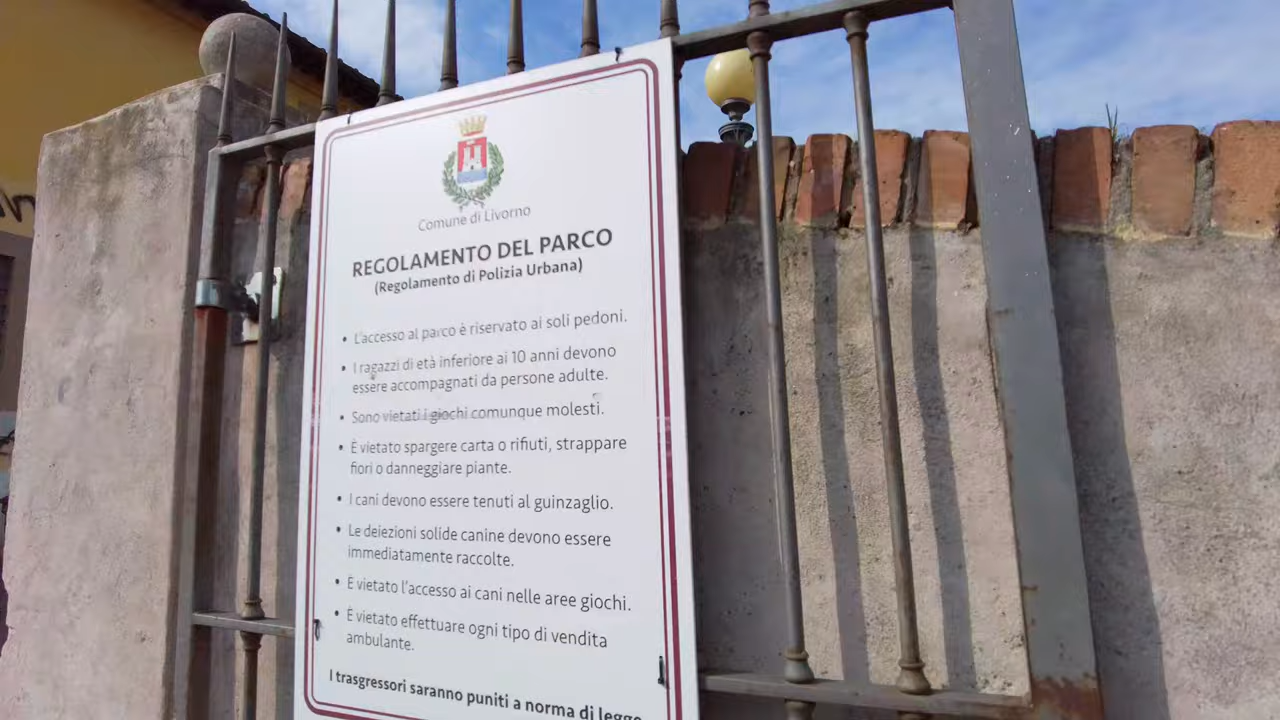 Comune di Livorno
REGOLAMENTO DEL PARCO
(Regolamento di Polizia Urbana)
• L'accesso al parco è riservato ai soli pedoni.
• I ragazzi di età inferiore ai 10 anni devono
essere accompagnati da persone adulte.
• Sono vietati i giochi comunque molesti.
• È vietato spargere carta o rifiuti, strappare
fiori o danneggiare piante.
• I cani devono essere tenuti al guinzaglio.
• Le deiezioni solide canine devono essere
immediatamente raccolte.
• È vietato l'accesso ai cani nelle aree giochi.
• È vietato effettuare ogni tipo di vendita
ambulante.
I trasgressori saranno puniti a norma di legge